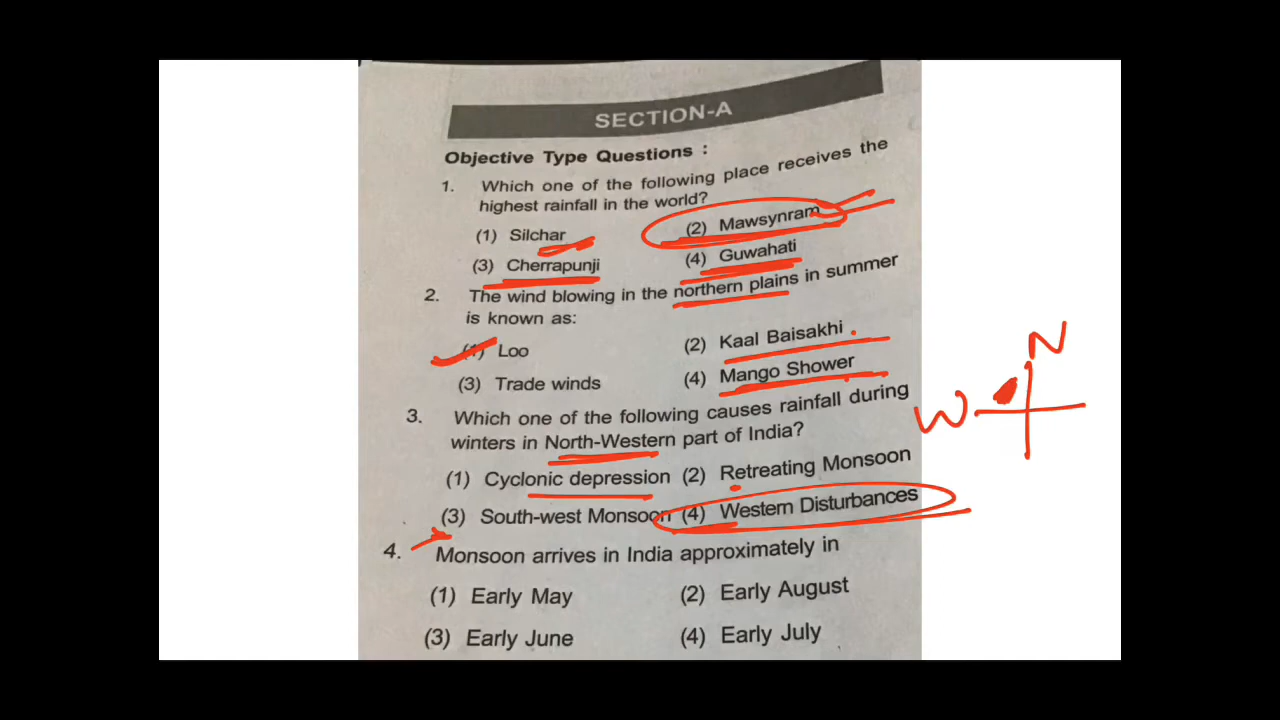 SECTION-A
Objective Type Questions :
1. Which one of the following place receives the
highest rainfall in the world?
(1) Silchar (2) Mawsynram
(3) Cherrapunji (4) Guwahati
2. The wind blowing in the northern plains in summer
is known as:
(1) Loo (2) Kaal Baisakhi
(3) Trade winds (4) Mango Shower
N
W
3. Which one of the following causes rainfall during
winters in North-Western part of India?
(1) Cyclonic depression (2) Retreating Monsoon
(3) South-west Monsoon (4) Western Disturbances
4. Monsoon arrives in India approximately in
(1) Early May (2) Early August
(3) Early June (4) Early July